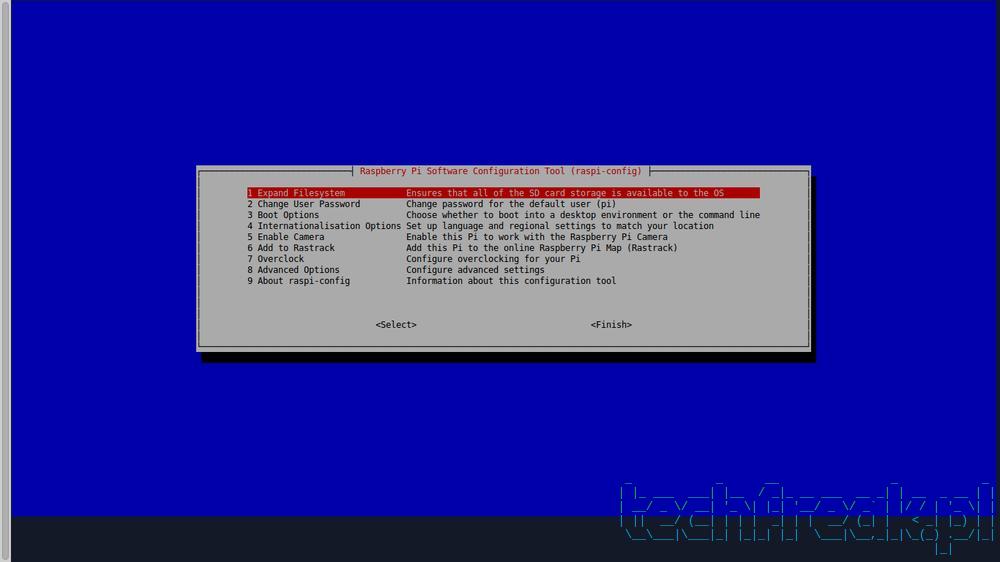 Raspberry Pi Software Configuration Tool (raspi-config)
1 Expand Filesystem Ensures that all of the SD card storage is available to the OS
2 Change User Password Change password for the default user (pi)
3 Boot Options Choose whether to boot into a desktop environment or the command line
4 Internationalisation Options Set up language and regional settings to match your location
5 Enable Camera Enable this Pi to work with the Raspberry Pi Camera
6 Add to Rastrack Add this Pi to the online Raspberry Pi Map (Rastrack)
7 Overclock Configure overclocking for your Pi
8 Advanced Options Configure advanced settings
9 About raspi-config Information about this configuration tool
<Select> <Finish>